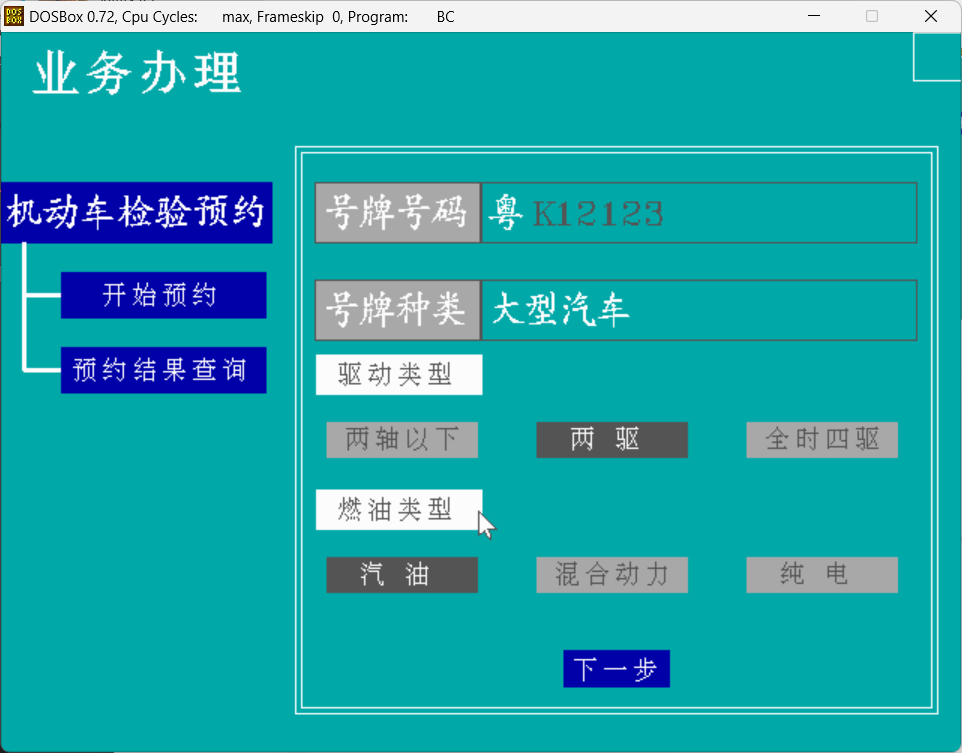 DOSBox 0.72, Cpu Cycles: max, Frameskip 0, Program: BC
业务办理
机动车检验预约
开始预约
预约结果查询
号牌号码 粤 K12123
号牌种类 大型汽车
驱动类型
两轴以下 两驱 全时四驱
燃油类型
汽油 混合动力 纯电
下一步